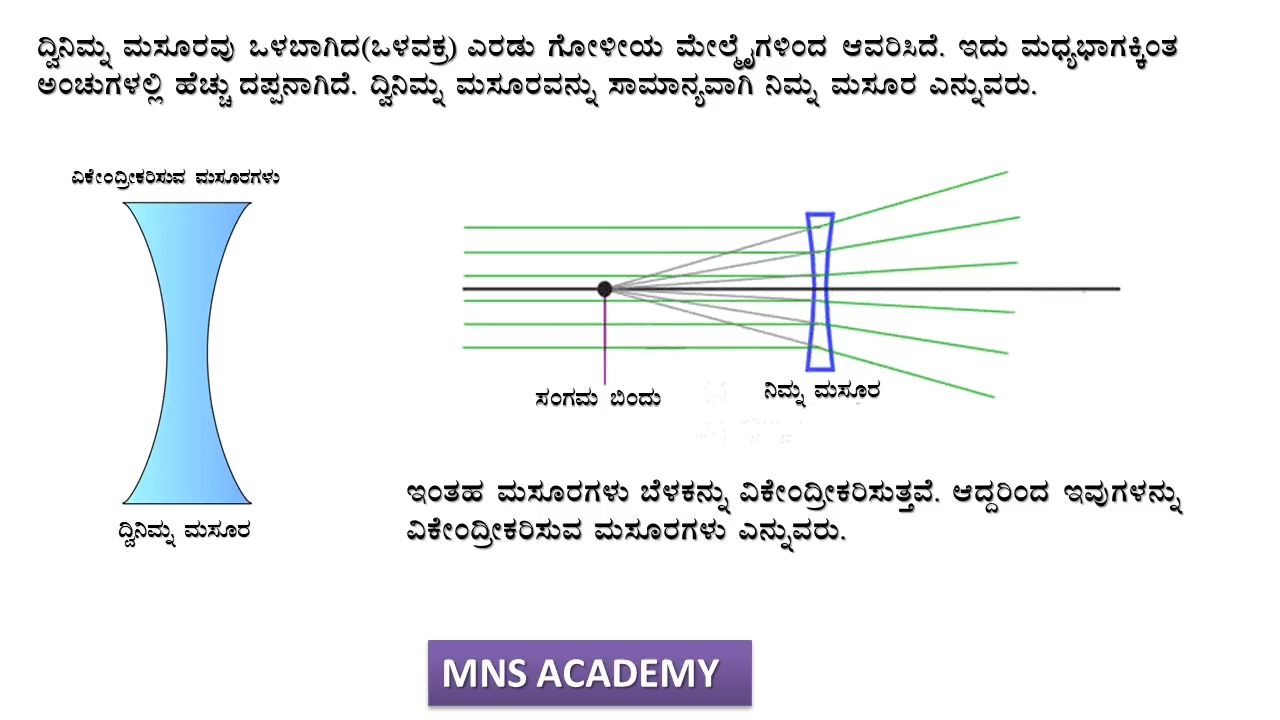 ದ್ವಿನಿಮ್ನ ಮಸೂರವು ಒಳಬಾಗಿದ(ಒಳವಕ್ರ) ಎರಡು ಗೋಳೀಯ ಮೇಲ್ಮೈಗಳಿಂದ ಆವರಿಸಿದೆ. ಇದು ಮಧ್ಯಭಾಗಕ್ಕಿಂತ
ಅಂಚುಗಳಲ್ಲಿ ಹೆಚ್ಚು ದಪ್ಪನಾಗಿದೆ. ದ್ವಿನಿಮ್ನ ಮಸೂರವನ್ನು ಸಾಮಾನ್ಯವಾಗಿ ನಿಮ್ನ ಮಸೂರ ಎನ್ನುವರು.
ವಿಕೇಂದ್ರೀಕರಿಸುವ ಮಸೂರಗಳು
ಸಂಗಮ ಬಿಂದು
ನಿಮ್ನ ಮಸೂರ
ದ್ವಿನಿಮ್ನ ಮಸೂರ
ಇಂತಹ ಮಸೂರಗಳು ಬೆಳಕನ್ನು ವಿಕೇಂದ್ರೀಕರಿಸುತ್ತವೆ. ಆದ್ದರಿಂದ ಇವುಗಳನ್ನು
ವಿಕೇಂದ್ರೀಕರಿಸುವ ಮಸೂರಗಳು ಎನ್ನುವರು.
MNS ACADEMY